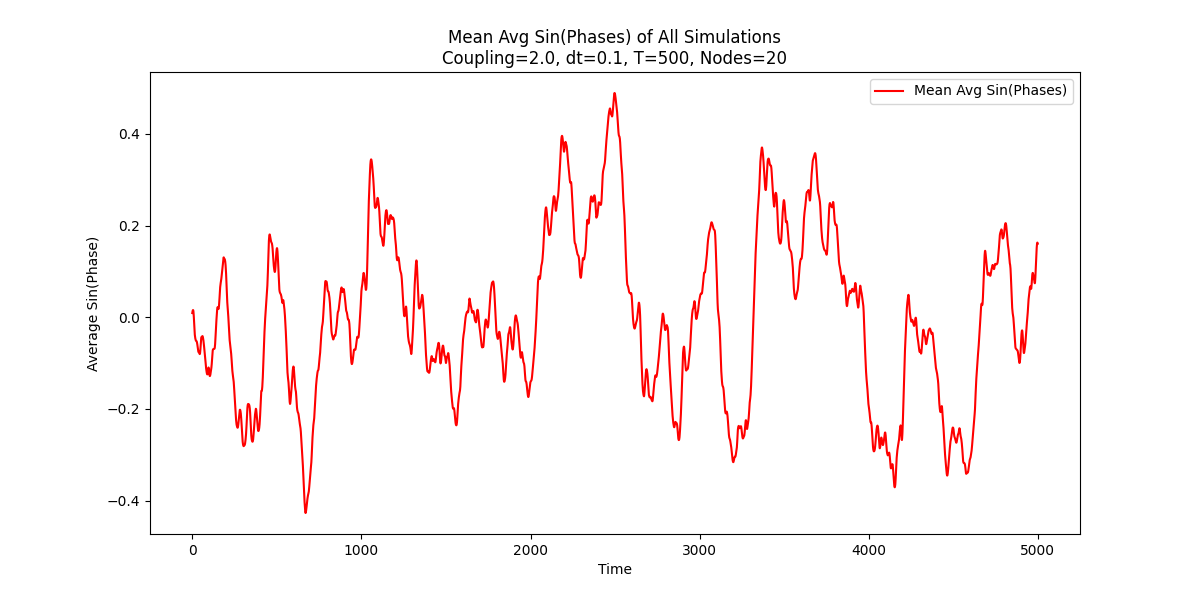 Mean Avg Sin(Phases) of All Simulations
Coupling=2.0, dt=0.1, T=500, Nodes=20
Mean Avg Sin(Phases)
Average Sin(Phase)
0.4
0.2
0.0
−0.2
−0.4
0 1000 2000 3000 4000 5000
Time